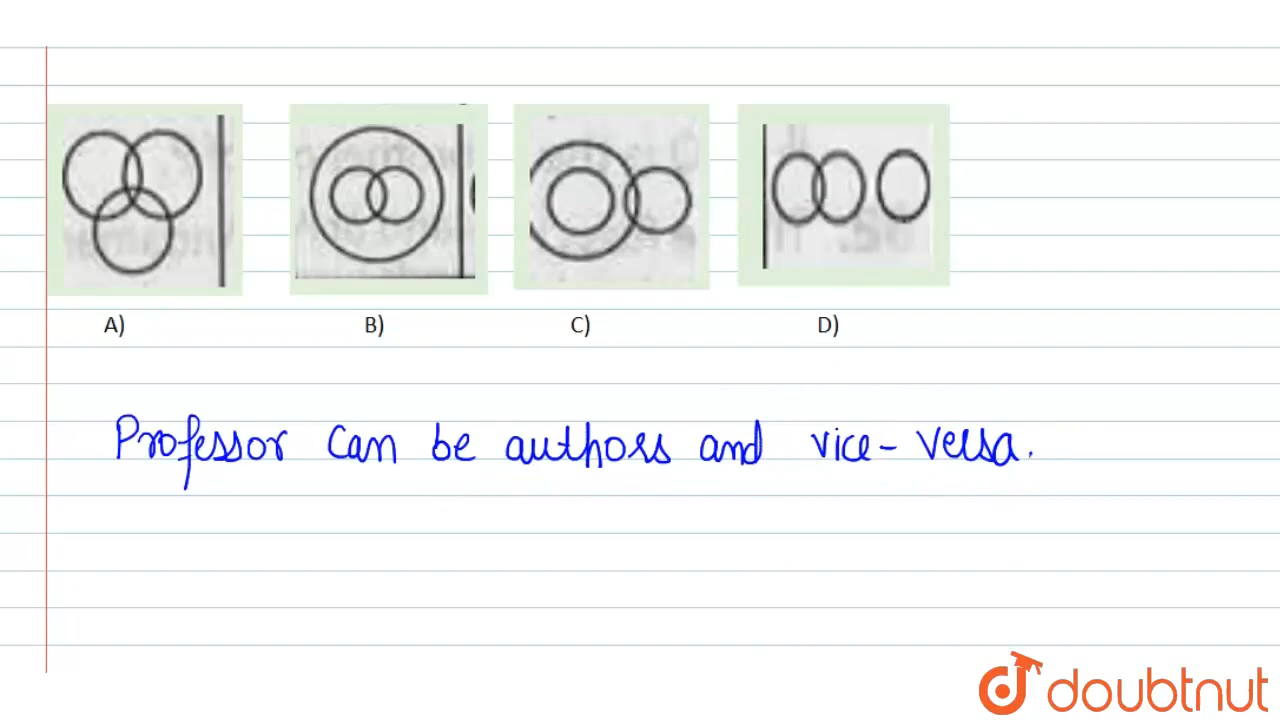 A) B) C) D)
Professor can be authors and vice-versa.
doubtnut